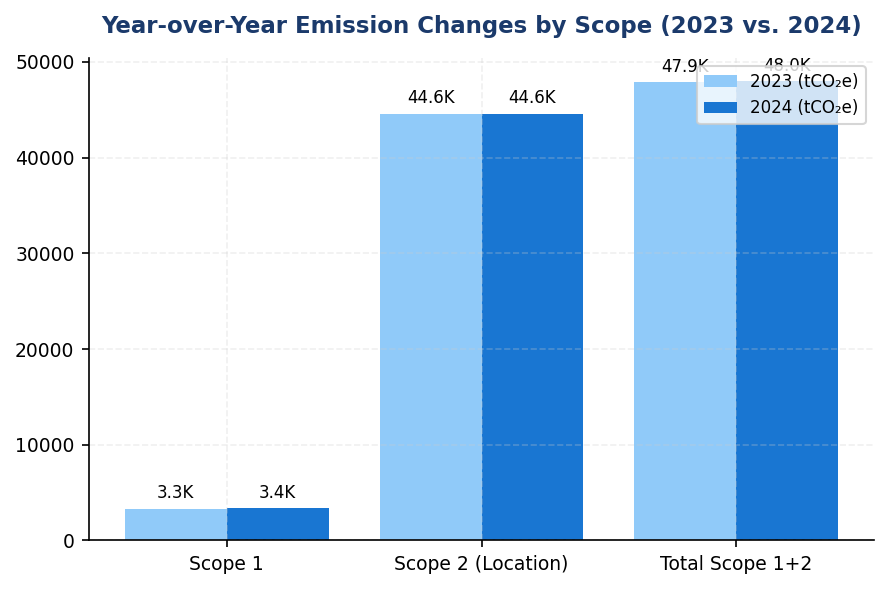 Year-over-Year Emission Changes by Scope (2023 vs. 2024)
50000
40000
30000
20000
10000
0
3.3K
3.4K
44.6K
44.6K
47.9K
48.0K
2023 (tCO₂e)
2024 (tCO₂e)
Scope 1
Scope 2 (Location)
Total Scope 1+2